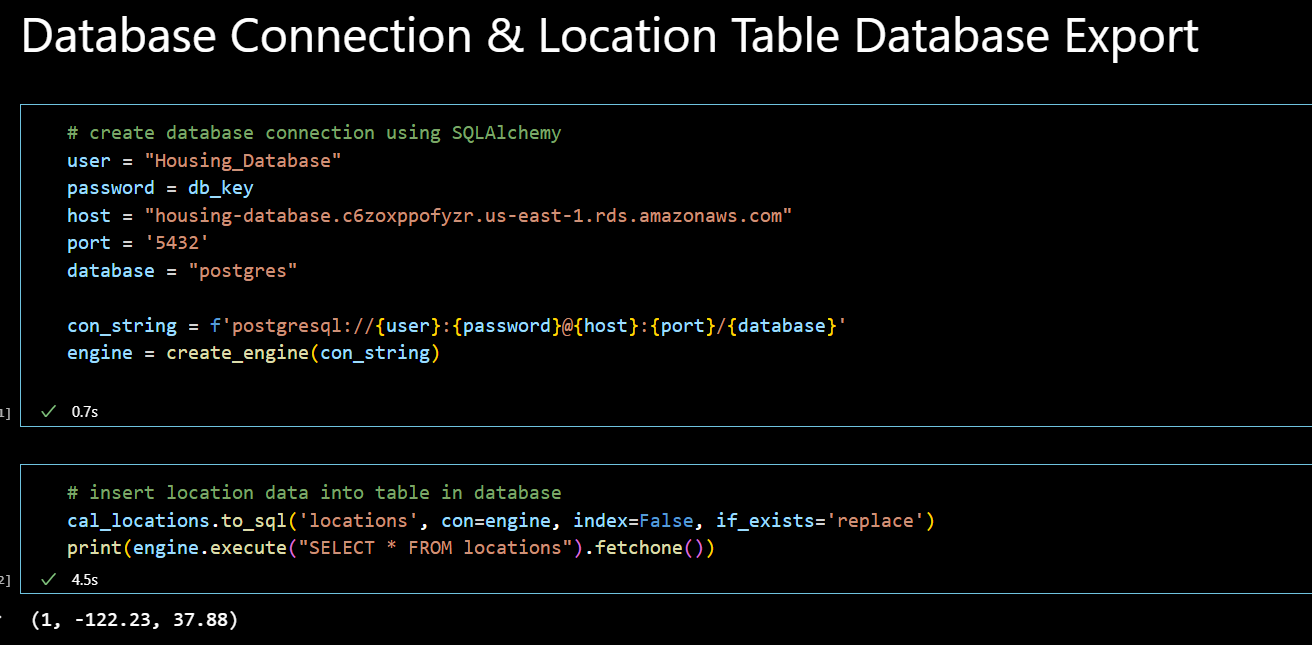 Database Connection & Location Table Database Export
# create database connection using SQLAlchemy
user = "Housing_Database"
password = db_key
host = "housing-database.c6zoxppofyzr.us-east-1.rds.amazonaws.com"
port = '5432'
database = "postgres"
con_string = f'postgresql://{user}:{password}@{host}:{port}/{database}'
engine = create_engine(con_string)
1] ✓ 0.7s
# insert location data into table in database
cal_locations.to_sql('locations', con=engine, index=False, if_exists='replace')
print(engine.execute("SELECT * FROM locations").fetchone())
2] ✓ 4.5s
(1, -122.23, 37.88)